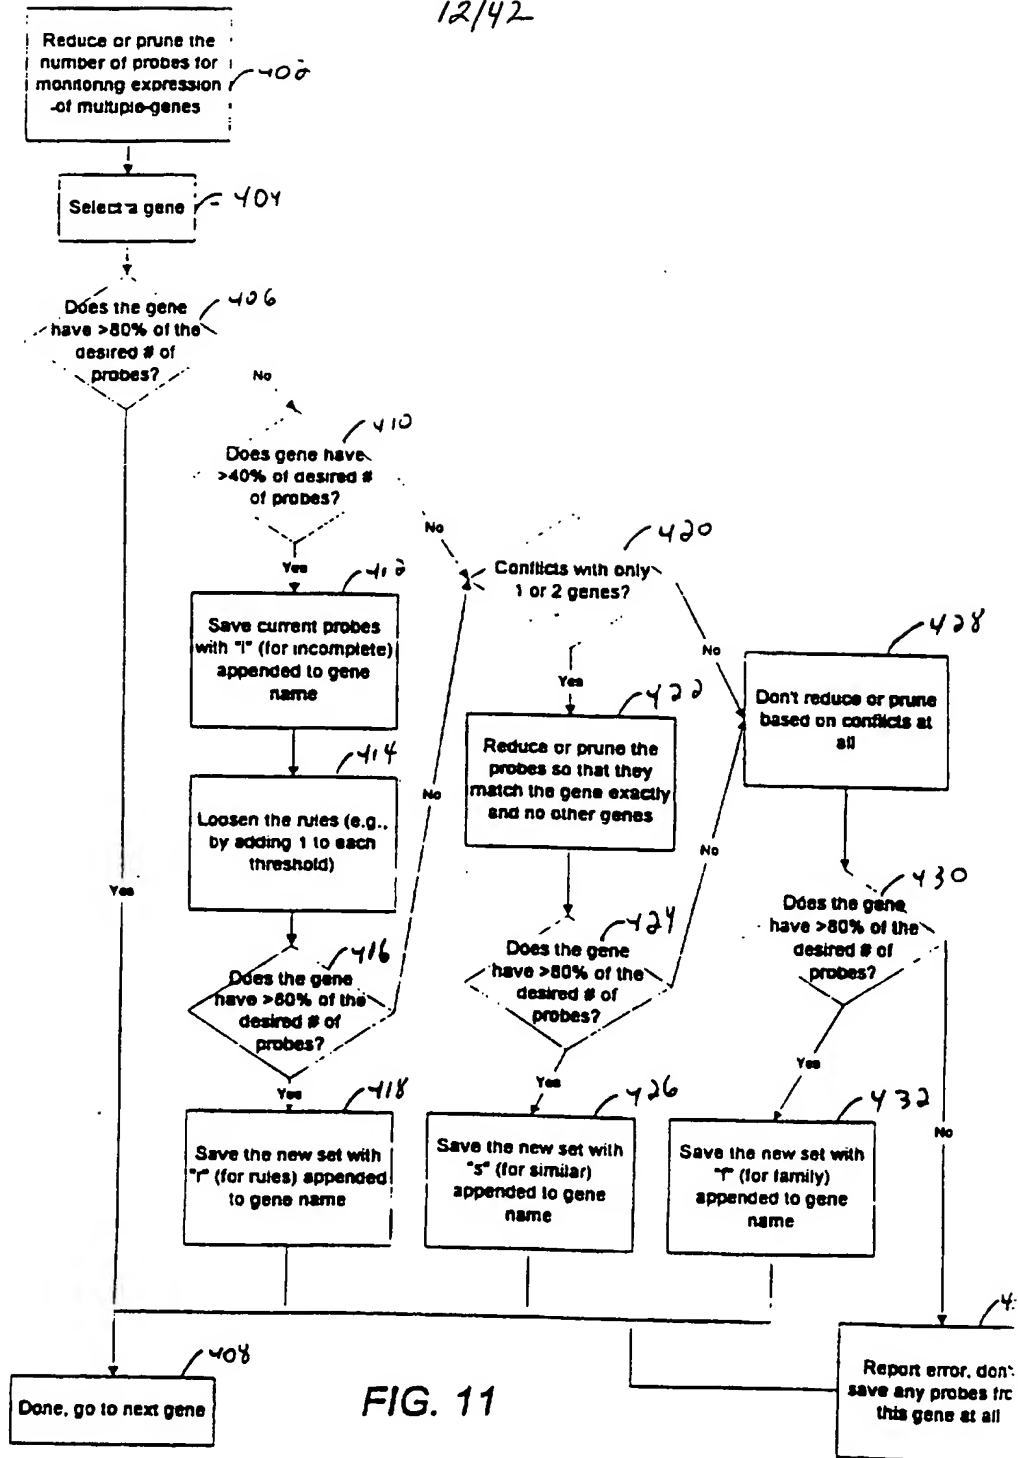 12/42
Reduce or prune the
number of probes for
monitoring expression
of multiple genes
402
Select a gene
404
Does the gene
have >80% of the
desired # of
probes?
406
No
Does gene have
>40% of desired #
of probes?
410
No
Yes
Conflicts with only
1 or 2 genes?
420
412
Save current probes
with "i" (for incomplete)
appended to gene
name
No
428
Don't reduce or prune
based on conflicts at
all
Yes
422
Reduce or prune the
probes so that they
match the gene exactly
and no other genes
414
Loosen the rules (e.g.,
by adding 1 to each
threshold)
No
No
Yes
430
Does the gene
have >80% of the
desired # of
probes?
416
Does the gene
have >80% of the
desired # of
probes?
424
Does the gene
have >80% of the
desired # of
probes?
Yes
Yes
Yes
418
Save the new set with
"r" (for rules) appended
to gene name
426
Save the new set with
"s" (for similar)
appended to gene
name
432
Save the new set with
"f" (for family)
appended to gene
name
No
408
Done, go to next gene
FIG. 11
Report error, don't
save any probes
this gene at all